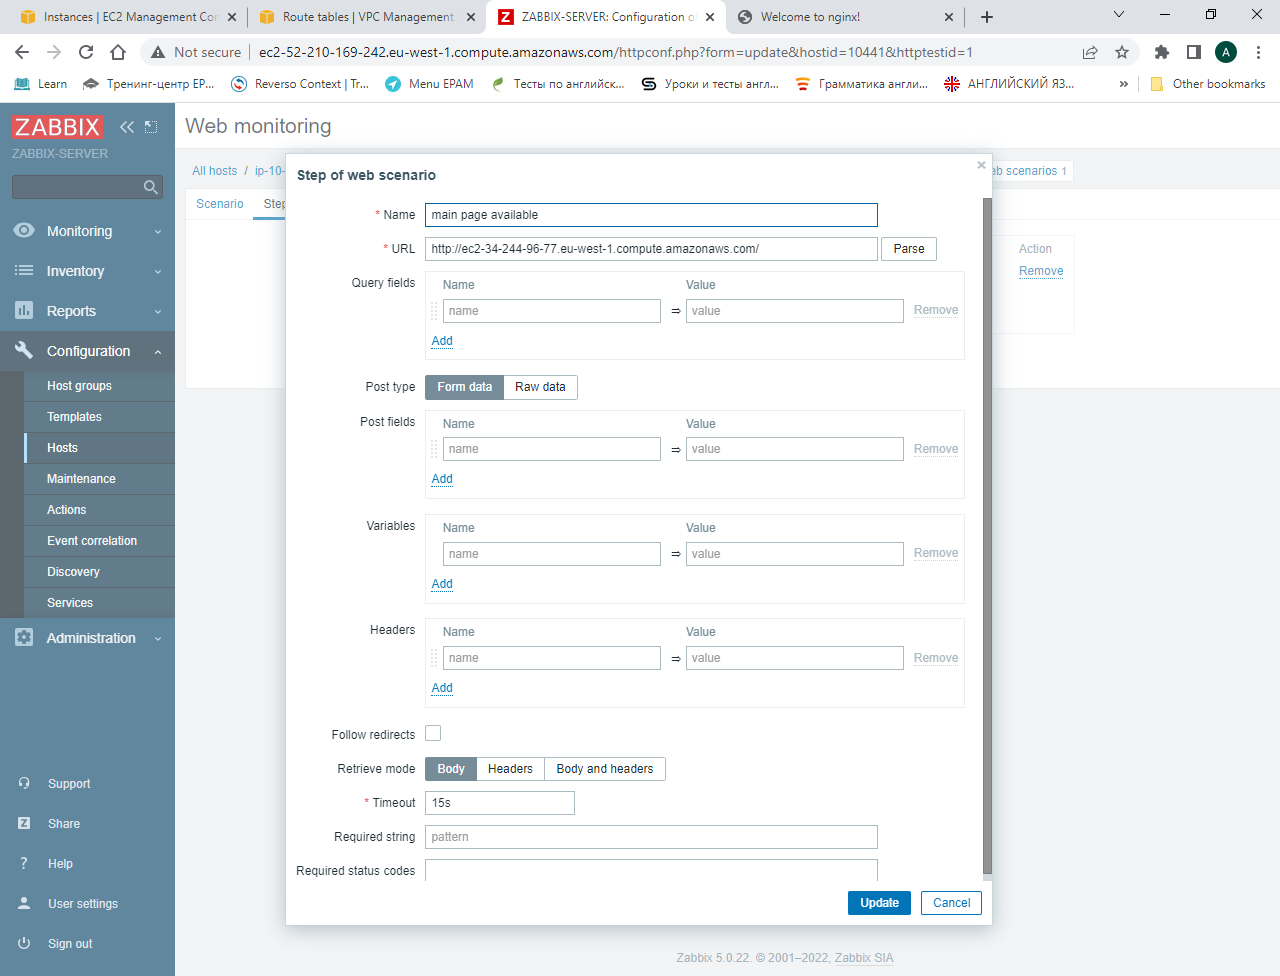 Instances | EC2 Management Con
Route tables | VPC Management
ZABBIX-SERVER: Configuration o
Welcome to nginx!
Not secure
ec2-52-210-169-242.eu-west-1.compute.amazonaws.com/httpconf.php?form=update&hostid=10441&httptestid=1
A
Learn
Тренинг-центр EP...
Reverso Context | Tr...
Menu EPAM
Тесты по английск...
Уроки и тесты англ...
Грамматика англи...
АНГЛИЙСКИЙ ЯЗ...
»
Other bookmarks
ZABBIX
ZABBIX-SERVER
Monitoring
Inventory
Reports
Configuration
Host groups
Templates
Hosts
Maintenance
Actions
Event correlation
Discovery
Services
Administration
Support
Share
Help
User settings
Sign out
Web monitoring
All hosts / ip-10-
eb scenarios 1
Scenario
Step
Action
Remove
Step of web scenario
* Name
main page available
* URL
http://ec2-34-244-96-77.eu-west-1.compute.amazonaws.com/
Parse
Query fields
Name
Value
name
⇒
value
Remove
Add
Post type
Form data
Raw data
Post fields
Name
Value
name
⇒
value
Remove
Add
Variables
Name
Value
name
⇒
value
Remove
Add
Headers
Name
Value
name
⇒
value
Remove
Add
Follow redirects
Retrieve mode
Body
Headers
Body and headers
* Timeout
15s
Required string
pattern
Required status codes
Update
Cancel
Zabbix 5.0.22. © 2001–2022, Zabbix SIA